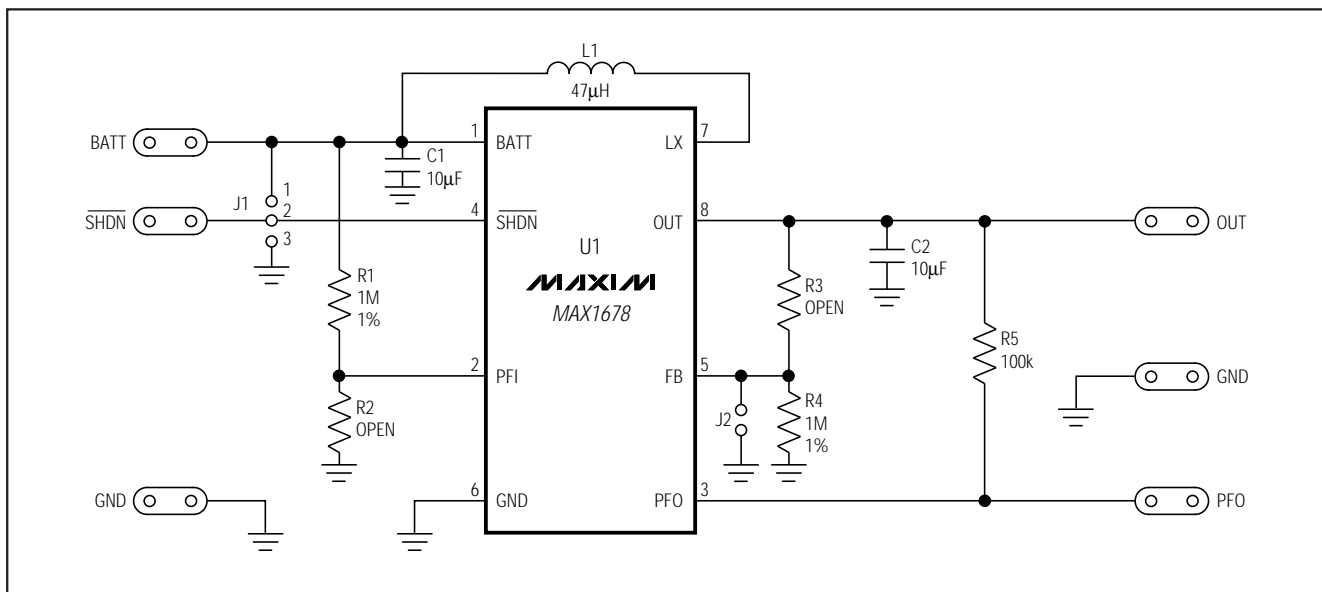 L1
47µH
BATT
1
BATT
LX
7
C1
10µF
J1
1
2
3
S̅H̅D̅N̅
4
S̅H̅D̅N̅
OUT
8
OUT
U1
MAXIM
MAX1678
C2
10µF
R1
1M
1%
R3
OPEN
R5
100k
2
PFI
FB
5
GND
R2
OPEN
J2
R4
1M
1%
GND
6
GND
PFO
3
PFO